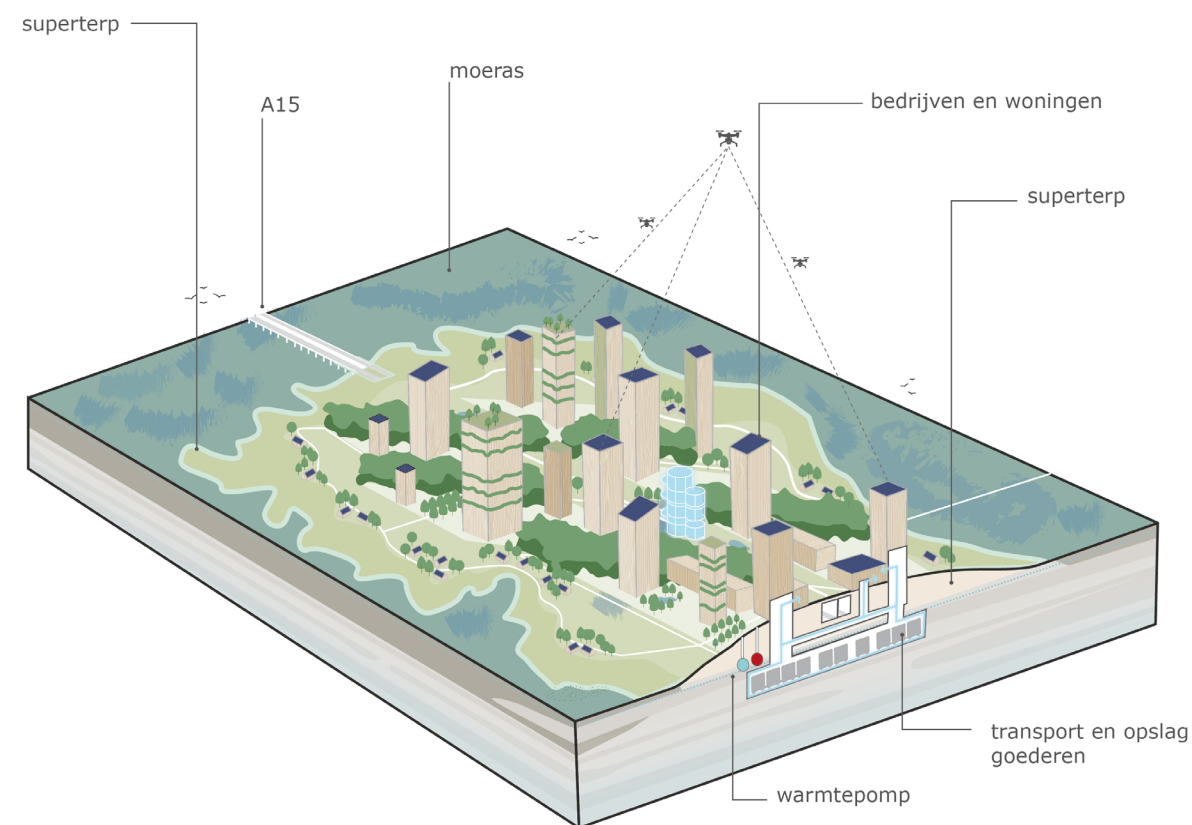 superterp
moeras
A15
bedrijven en woningen
superterp
transport en opslag
goederen
warmtepomp